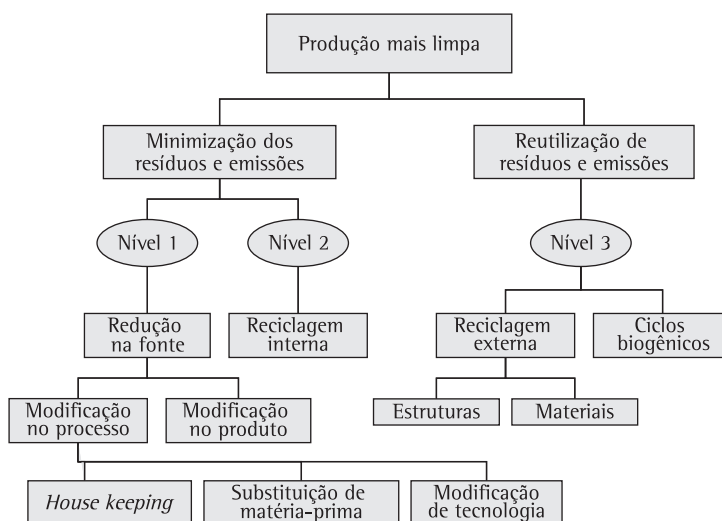 Produção mais limpa
Minimização dos
resíduos e emissões
Reutilização de
resíduos e emissões
Nível 1
Nível 2
Nível 3
Redução
na fonte
Reciclagem
interna
Reciclagem
externa
Ciclos
biogênicos
Modificação
no processo
Modificação
no produto
Estruturas
Materiais
House keeping
Substituição de
matéria-prima
Modificação
de tecnologia